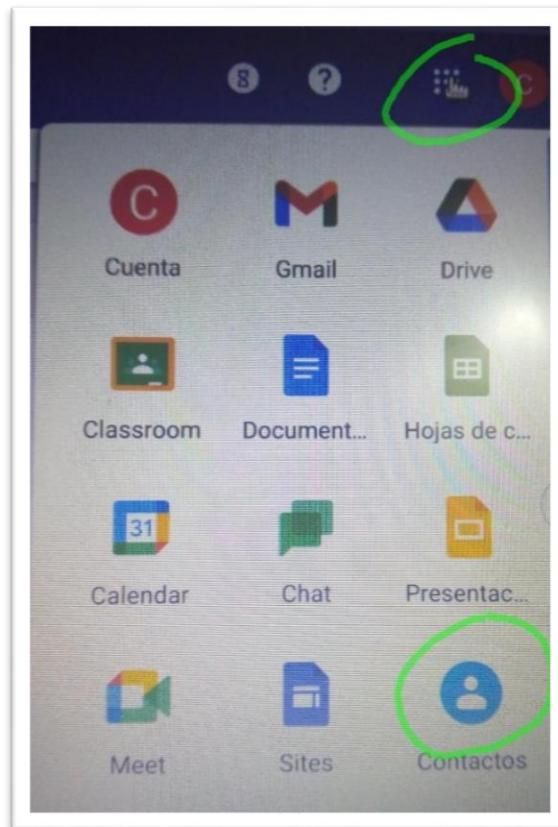 8 ? C
C
Cuenta Gmail Drive
Classroom Document... Hojas de c...
31
Calendar Chat Presentac...
Meet Sites Contactos